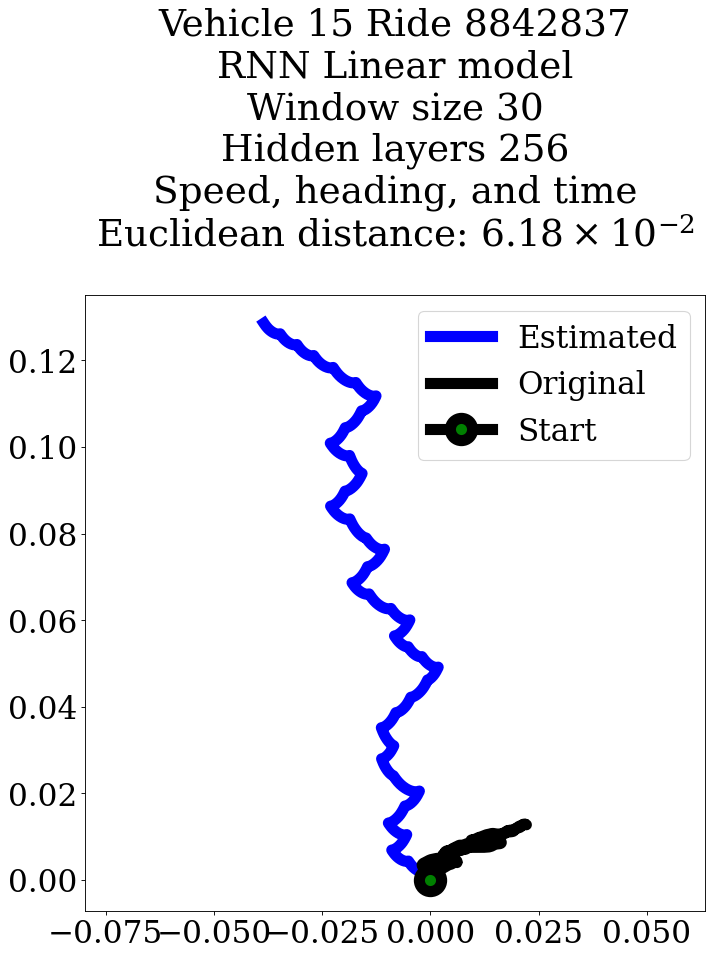 Vehicle 15 Ride 8842837
RNN Linear model
Window size 30
Hidden layers 256
Speed, heading, and time
Euclidean distance: 6.18 × 10⁻²
Estimated
Original
Start
0.12
0.10
0.08
0.06
0.04
0.02
0.00
−0.075 −0.050 −0.025 0.000 0.025 0.050